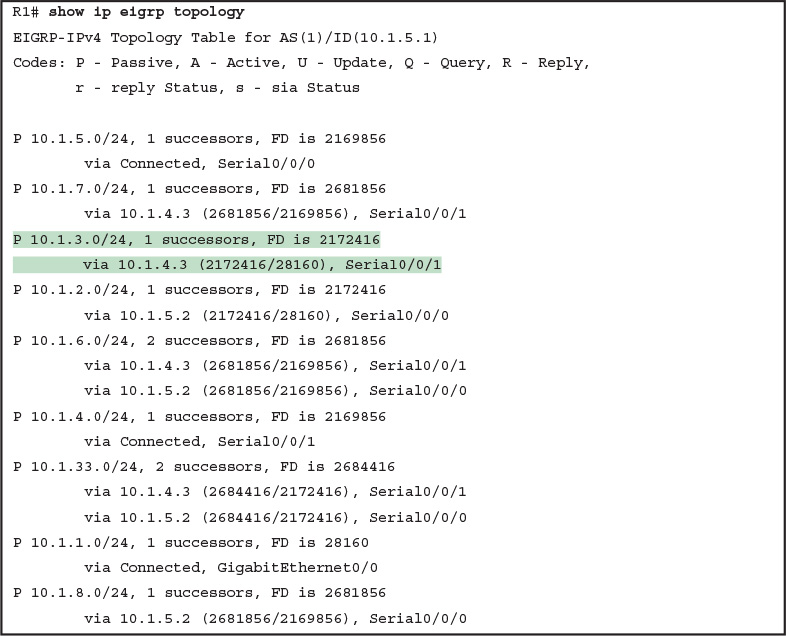 R1# show ip eigrp topology
EIGRP-IPv4 Topology Table for AS(1)/ID(10.1.5.1)
Codes: P - Passive, A - Active, U - Update, Q - Query, R - Reply,
       r - reply Status, s - sia Status

P 10.1.5.0/24, 1 successors, FD is 2169856
        via Connected, Serial0/0/0
P 10.1.7.0/24, 1 successors, FD is 2681856
        via 10.1.4.3 (2681856/2169856), Serial0/0/1
P 10.1.3.0/24, 1 successors, FD is 2172416
        via 10.1.4.3 (2172416/28160), Serial0/0/1
P 10.1.2.0/24, 1 successors, FD is 2172416
        via 10.1.5.2 (2172416/28160), Serial0/0/0
P 10.1.6.0/24, 2 successors, FD is 2681856
        via 10.1.4.3 (2681856/2169856), Serial0/0/1
        via 10.1.5.2 (2681856/2169856), Serial0/0/0
P 10.1.4.0/24, 1 successors, FD is 2169856
        via Connected, Serial0/0/1
P 10.1.33.0/24, 2 successors, FD is 2684416
        via 10.1.4.3 (2684416/2172416), Serial0/0/1
        via 10.1.5.2 (2684416/2172416), Serial0/0/0
P 10.1.1.0/24, 1 successors, FD is 28160
        via Connected, GigabitEthernet0/0
P 10.1.8.0/24, 1 successors, FD is 2681856
        via 10.1.5.2 (2681856/2169856), Serial0/0/0